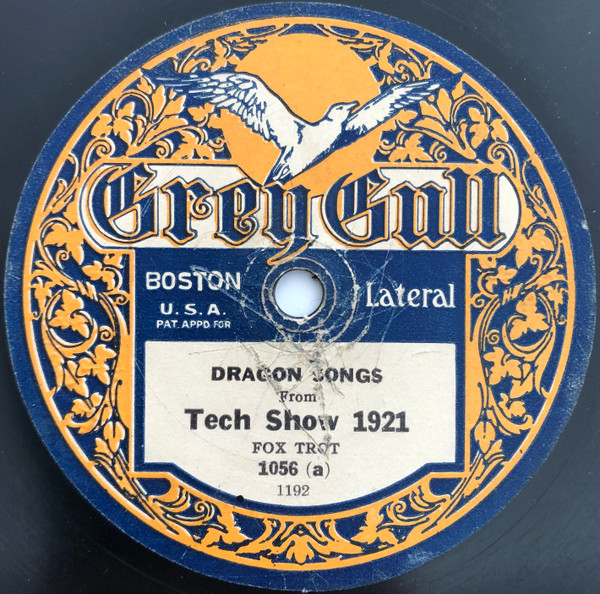 Grey Gull
BOSTON
U.S.A.
PAT. APPD. FOR
Lateral
DRAGON SONGS
From
Tech Show 1921
FOX TROT
1056 (a)
1192